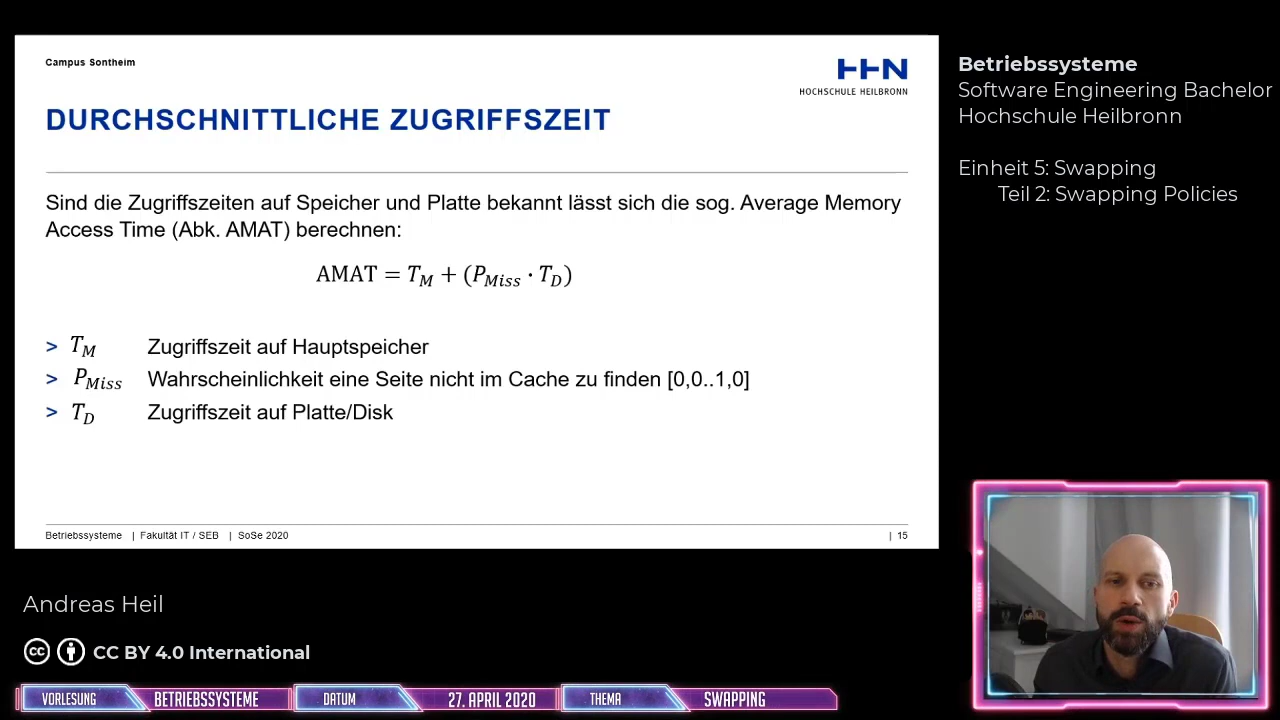 Campus Sontheim
HHN
HOCHSCHULE HEILBRONN
DURCHSCHNITTLICHE ZUGRIFFSZEIT
Sind die Zugriffszeiten auf Speicher und Platte bekannt lässt sich die sog. Average Memory
Access Time (Abk. AMAT) berechnen:
AMAT = T_M + (P_Miss · T_D)
> T_M Zugriffszeit auf Hauptspeicher
> P_Miss Wahrscheinlichkeit eine Seite nicht im Cache zu finden [0,0..1,0]
> T_D Zugriffszeit auf Platte/Disk
Betriebssysteme | Fakultät IT / SEB | SoSe 2020 | 15
Betriebssysteme
Software Engineering Bachelor
Hochschule Heilbronn
Einheit 5: Swapping
Teil 2: Swapping Policies
Andreas Heil
cc CC BY 4.0 International
VORLESUNG BETRIEBSSYSTEME DATUM 27. APRIL 2020 THEMA SWAPPING